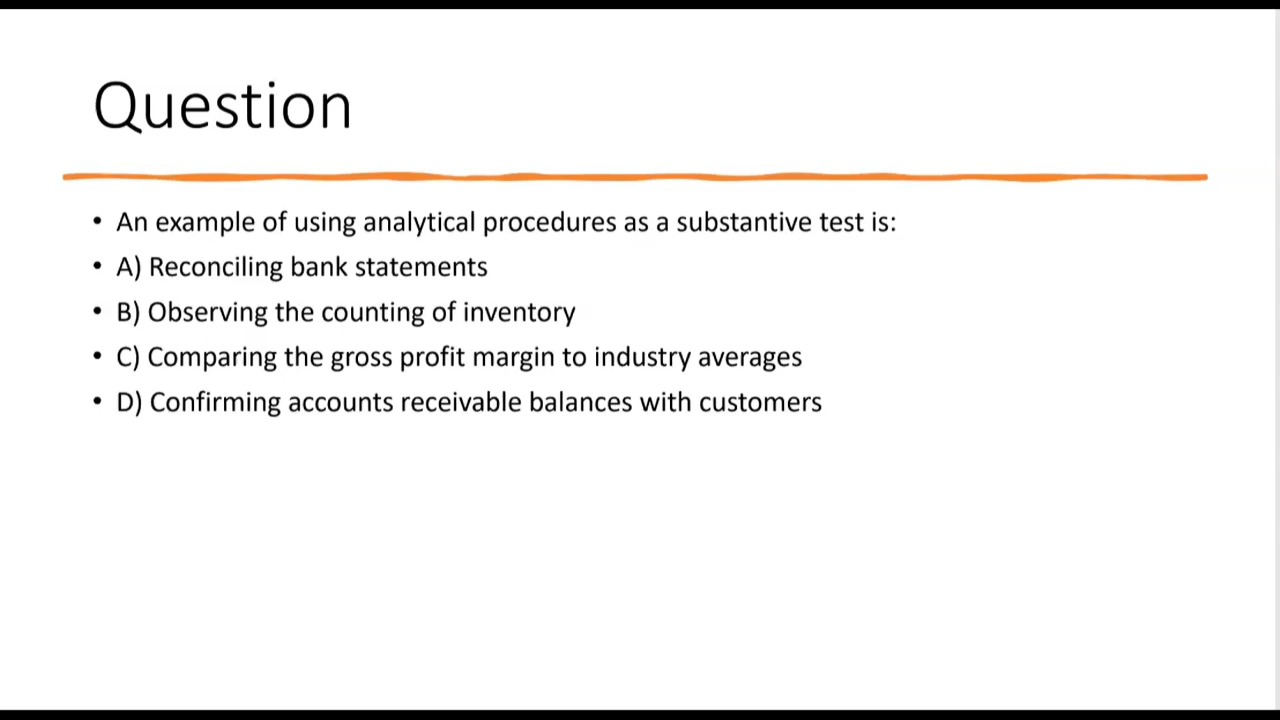 Question
• An example of using analytical procedures as a substantive test is:
• A) Reconciling bank statements
• B) Observing the counting of inventory
• C) Comparing the gross profit margin to industry averages
• D) Confirming accounts receivable balances with customers